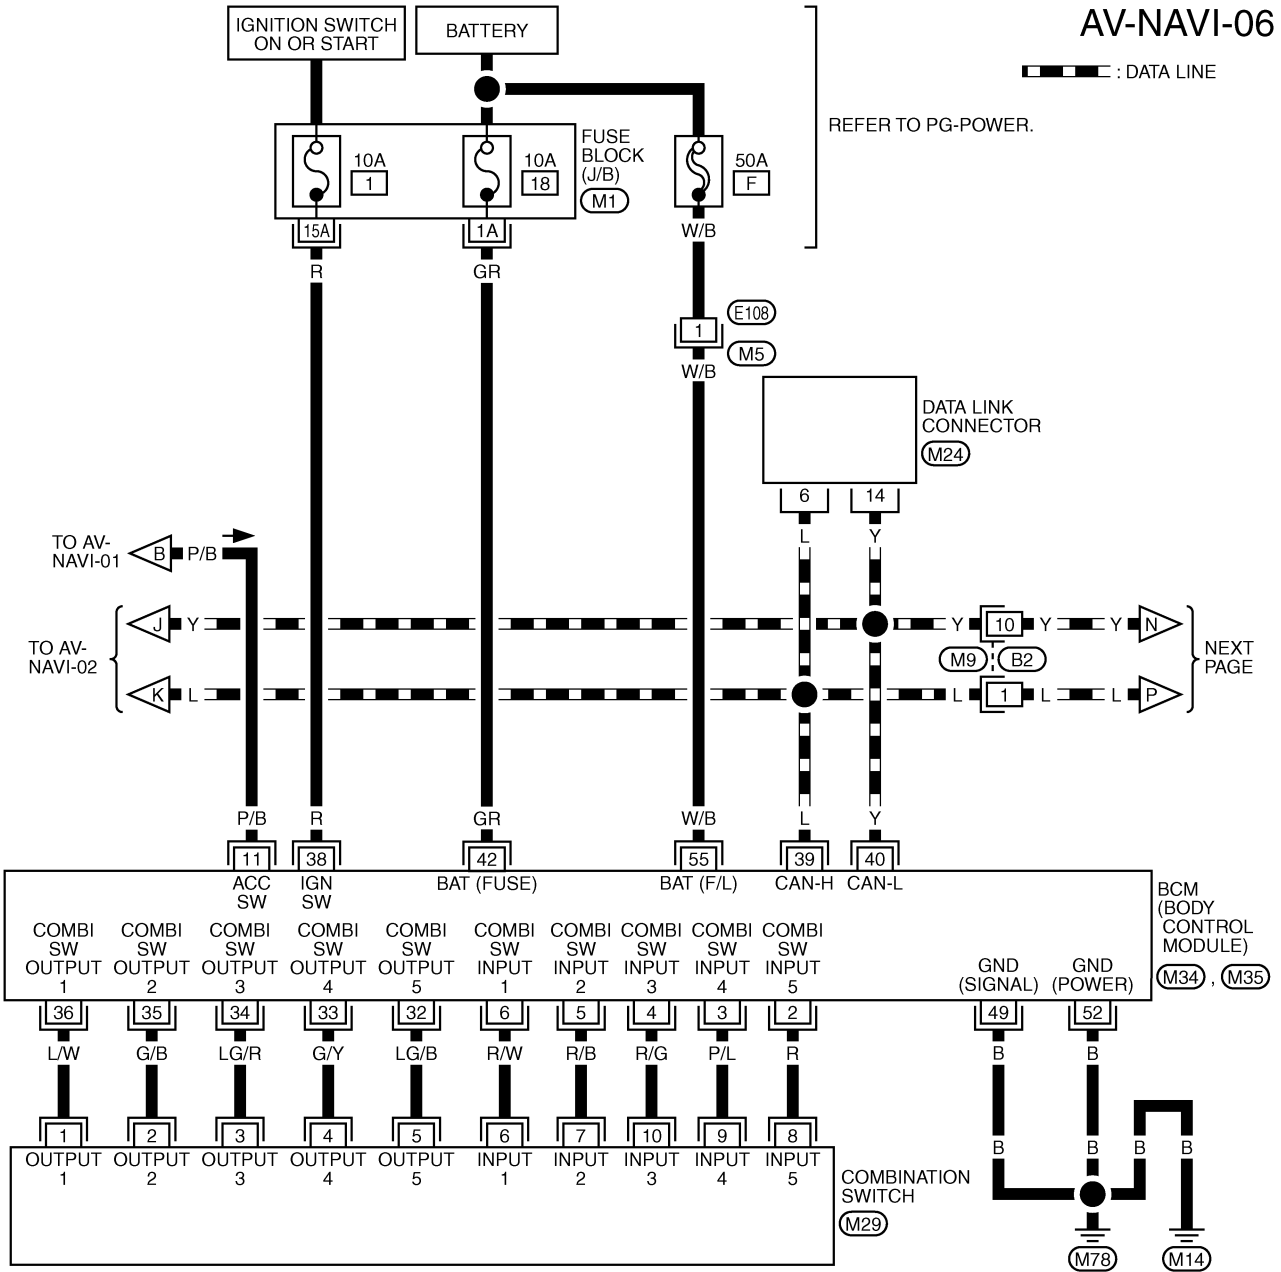 AV-NAVI-06
: DATA LINE
IGNITION SWITCH
ON OR START
BATTERY
REFER TO PG-POWER.
10A
1
10A
18
FUSE
BLOCK
(J/B)
M1
50A
F
15A
1A
W/B
R
GR
1
E108
M5
W/B
DATA LINK
CONNECTOR
M24
6
14
L
Y
TO AV-
NAVI-01
B
P/B
TO AV-
NAVI-02
J
Y
Y
10
Y
Y
N
M9
B2
NEXT
PAGE
K
L
L
1
L
L
P
P/B
R
GR
W/B
L
Y
11
38
42
55
39
40
ACC
SW
IGN
SW
BAT (FUSE)
BAT (F/L)
CAN-H
CAN-L
BCM
(BODY
CONTROL
MODULE)
M34 , M35
COMBI
SW
OUTPUT
1
COMBI
SW
OUTPUT
2
COMBI
SW
OUTPUT
3
COMBI
SW
OUTPUT
4
COMBI
SW
OUTPUT
5
COMBI
SW
INPUT
1
COMBI
SW
INPUT
2
COMBI
SW
INPUT
3
COMBI
SW
INPUT
4
COMBI
SW
INPUT
5
GND
(SIGNAL)
GND
(POWER)
36
35
34
33
32
6
5
4
3
2
49
52
L/W
G/B
LG/R
G/Y
LG/B
R/W
R/B
R/G
P/L
R
B
B
1
2
3
4
5
6
7
10
9
8
B
B
B
B
OUTPUT
1
OUTPUT
2
OUTPUT
3
OUTPUT
4
OUTPUT
5
INPUT
1
INPUT
2
INPUT
3
INPUT
4
INPUT
5
COMBINATION
SWITCH
M29
M78
M14